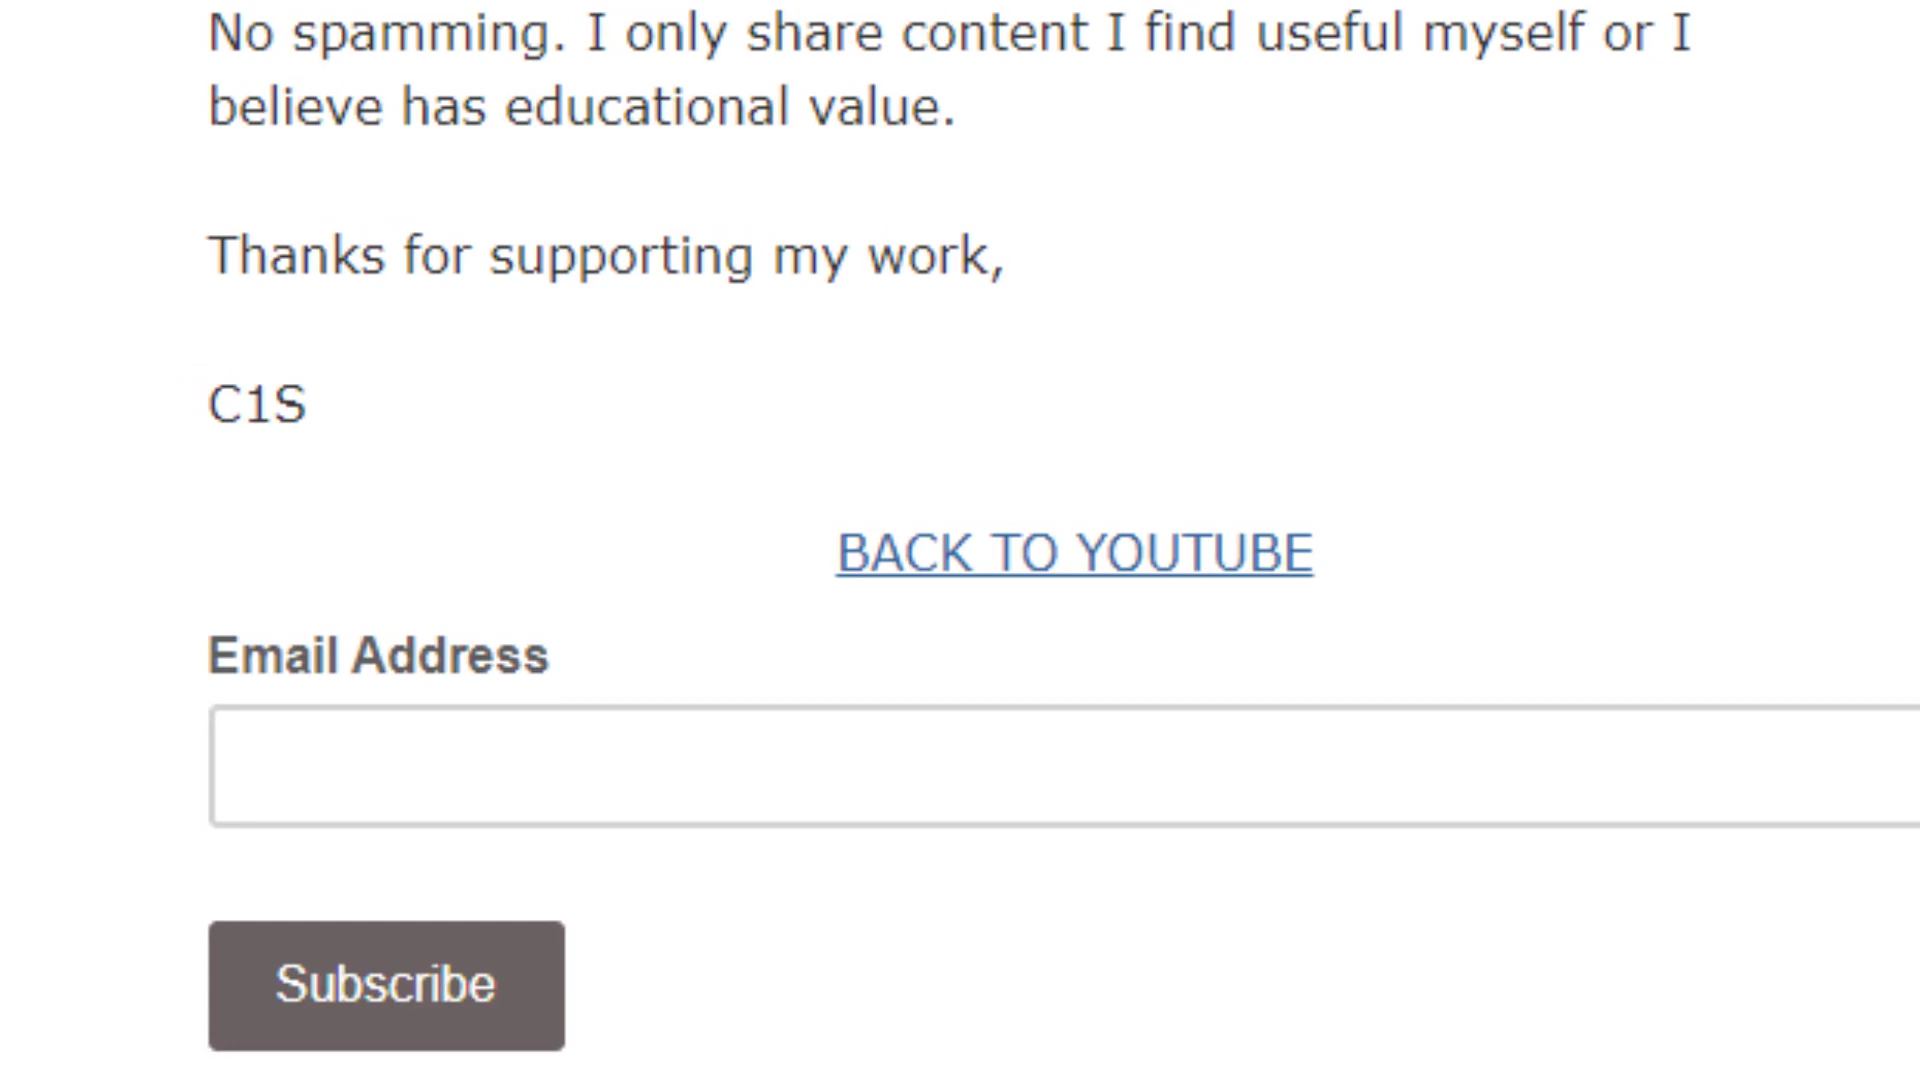 No spamming. I only share content I find useful myself or I
believe has educational value.
Thanks for supporting my work,
C1S
BACK TO YOUTUBE
Email Address
Subscribe